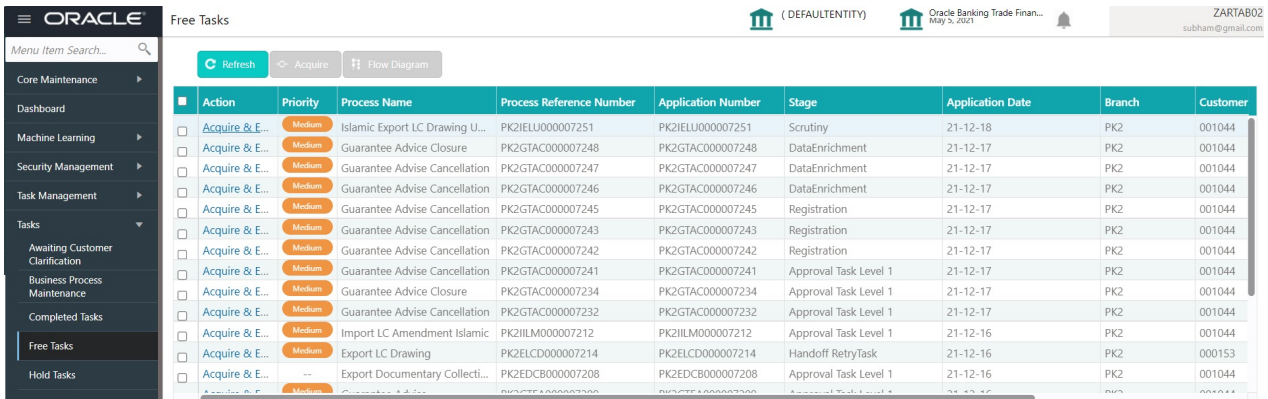 ORACLE
Free Tasks
( DEFAULTENTITY)
Oracle Banking Trade Finan...
May 5, 2021
ZARTAB02
subham@gmail.com
Menu Item Search...
Core Maintenance
Dashboard
Machine Learning
Security Management
Task Management
Tasks
Awaiting Customer
Clarification
Business Process
Maintenance
Completed Tasks
Free Tasks
Hold Tasks
Refresh Acquire Flow Diagram
Action Priority Process Name Process Reference Number Application Number Stage Application Date Branch Customer
Acquire & E... Medium Islamic Export LC Drawing U... PK2IELU000007251 PK2IELU000007251 Scrutiny 21-12-18 PK2 001044
Acquire & E... Medium Guarantee Advice Closure PK2GTAC000007248 PK2GTAC000007248 DataEnrichment 21-12-17 PK2 001044
Acquire & E... Medium Guarantee Advise Cancellation PK2GTAC000007247 PK2GTAC000007247 DataEnrichment 21-12-17 PK2 001044
Acquire & E... Medium Guarantee Advise Cancellation PK2GTAC000007246 PK2GTAC000007246 DataEnrichment 21-12-17 PK2 001044
Acquire & E... Medium Guarantee Advise Cancellation PK2GTAC000007245 PK2GTAC000007245 Registration 21-12-17 PK2 001044
Acquire & E... Medium Guarantee Advise Cancellation PK2GTAC000007243 PK2GTAC000007243 Registration 21-12-17 PK2 001044
Acquire & E... Medium Guarantee Advise Cancellation PK2GTAC000007242 PK2GTAC000007242 Registration 21-12-17 PK2 001044
Acquire & E... Medium Guarantee Advise Cancellation PK2GTAC000007241 PK2GTAC000007241 Approval Task Level 1 21-12-17 PK2 001044
Acquire & E... Medium Guarantee Advice Closure PK2GTAC000007234 PK2GTAC000007234 Approval Task Level 1 21-12-17 PK2 001044
Acquire & E... Medium Guarantee Advise Cancellation PK2GTAC000007232 PK2GTAC000007232 Approval Task Level 1 21-12-17 PK2 001044
Acquire & E... Medium Import LC Amendment Islamic PK2IILM000007212 PK2IILM000007212 Approval Task Level 1 21-12-16 PK2 001044
Acquire & E... Medium Export LC Drawing PK2ELCD000007214 PK2ELCD000007214 Handoff RetryTask 21-12-16 PK2 000153
Acquire & E... -- Export Documentary Collecti... PK2EDCB000007208 PK2EDCB000007208 Approval Task Level 1 21-12-16 PK2 001044